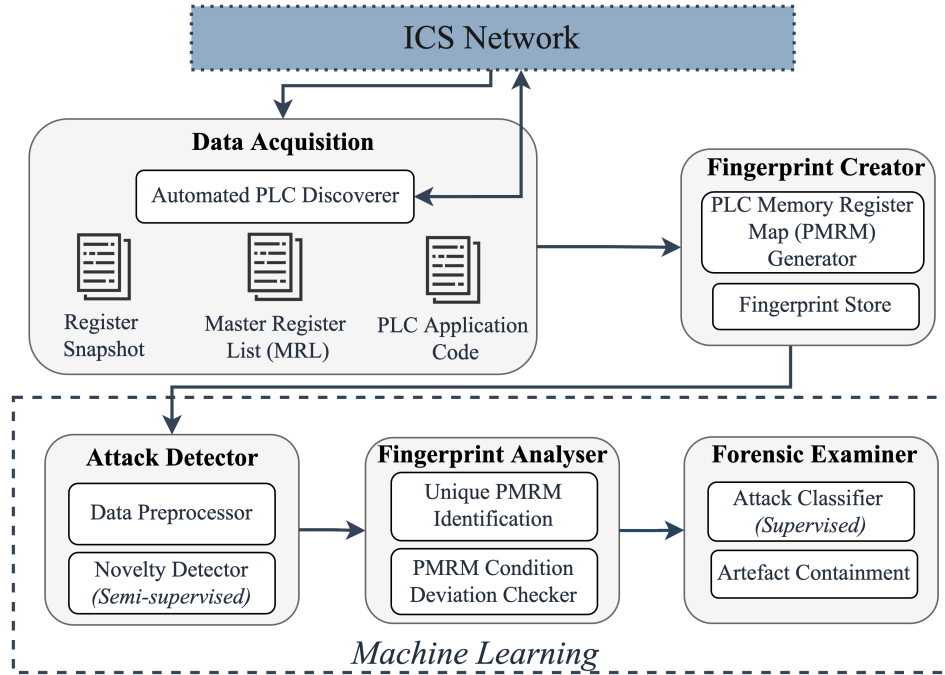 ICS Network
Data Acquisition
Automated PLC Discoverer
Register
Snapshot
Master Register
List (MRL)
PLC Application
Code
Fingerprint Creator
PLC Memory Register
Map (PMRM)
Generator
Fingerprint Store
Attack Detector
Data Preprocessor
Novelty Detector
(Semi-supervised)
Fingerprint Analyser
Unique PMRM
Identification
PMRM Condition
Deviation Checker
Forensic Examiner
Attack Classifier
(Supervised)
Artefact Containment
Machine Learning